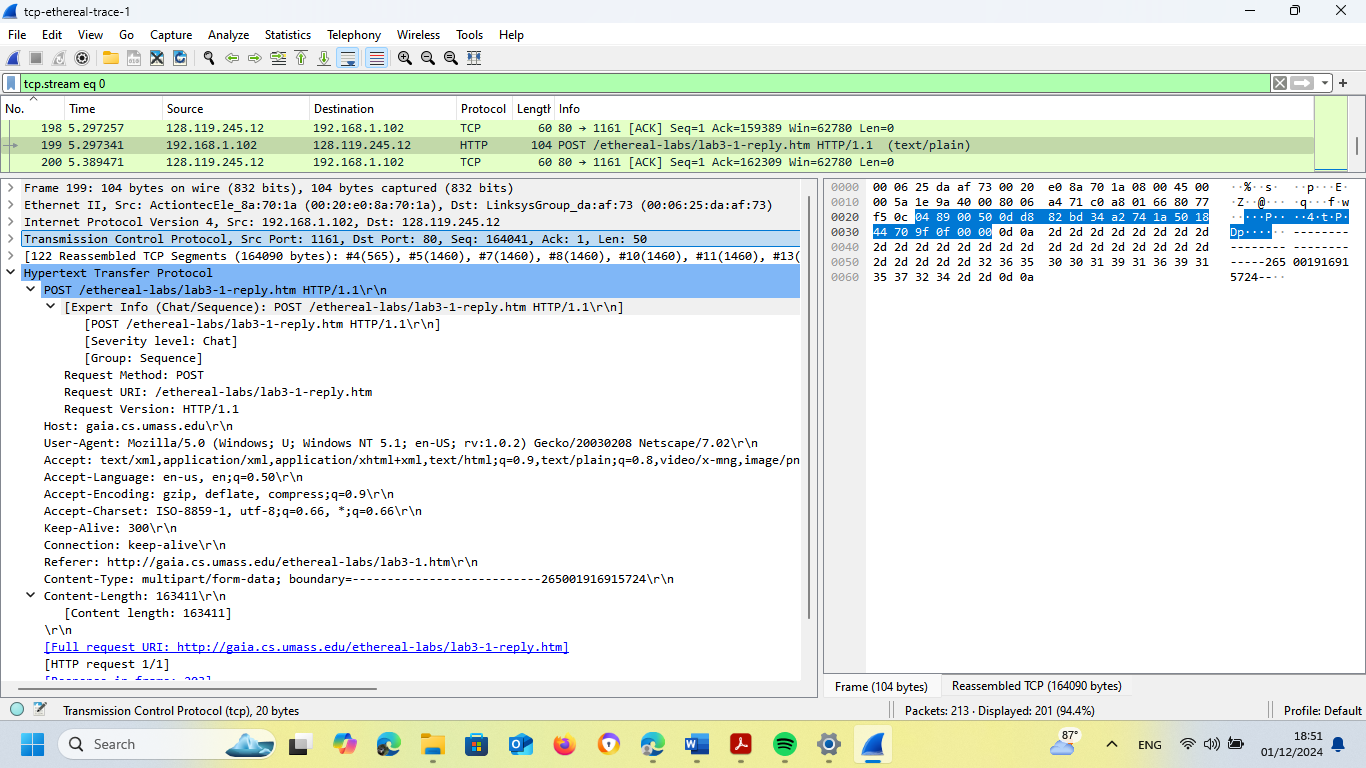 tcp-ethereal-trace-1
File Edit View Go Capture Analyze Statistics Telephony Wireless Tools Help
tcp.stream eq 0
No. Time Source Destination Protocol Length Info
198 5.297257 128.119.245.12 192.168.1.102 TCP 60 80 → 1161 [ACK] Seq=1 Ack=159389 Win=62780 Len=0
199 5.297341 192.168.1.102 128.119.245.12 HTTP 104 POST /ethereal-labs/lab3-1-reply.htm HTTP/1.1 (text/plain)
200 5.389471 128.119.245.12 192.168.1.102 TCP 60 80 → 1161 [ACK] Seq=1 Ack=162309 Win=62780 Len=0
Frame 199: 104 bytes on wire (832 bits), 104 bytes captured (832 bits)
Ethernet II, Src: ActiontecEle_8a:70:1a (00:20:e0:8a:70:1a), Dst: LinksysGroup_da:af:73 (00:06:25:da:af:73)
Internet Protocol Version 4, Src: 192.168.1.102, Dst: 128.119.245.12
Transmission Control Protocol, Src Port: 1161, Dst Port: 80, Seq: 164041, Ack: 1, Len: 50
[122 Reassembled TCP Segments (164090 bytes): #4(565), #5(1460), #7(1460), #8(1460), #10(1460), #11(1460), #13(
Hypertext Transfer Protocol
POST /ethereal-labs/lab3-1-reply.htm HTTP/1.1\r\n
[Expert Info (Chat/Sequence): POST /ethereal-labs/lab3-1-reply.htm HTTP/1.1\r\n]
[POST /ethereal-labs/lab3-1-reply.htm HTTP/1.1\r\n]
[Severity level: Chat]
[Group: Sequence]
Request Method: POST
Request URI: /ethereal-labs/lab3-1-reply.htm
Request Version: HTTP/1.1
Host: gaia.cs.umass.edu\r\n
User-Agent: Mozilla/5.0 (Windows; U; Windows NT 5.1; en-US; rv:1.0.2) Gecko/20030208 Netscape/7.02\r\n
Accept: text/xml,application/xml,application/xhtml+xml,text/html;q=0.9,text/plain;q=0.8,video/x-mng,image/pn
Accept-Language: en-us, en;q=0.50\r\n
Accept-Encoding: gzip, deflate, compress;q=0.9\r\n
Accept-Charset: ISO-8859-1, utf-8;q=0.66, *;q=0.66\r\n
Keep-Alive: 300\r\n
Connection: keep-alive\r\n
Referer: http://gaia.cs.umass.edu/ethereal-labs/lab3-1.htm\r\n
Content-Type: multipart/form-data; boundary=---------------------------265001916915724\r\n
Content-Length: 163411\r\n
[Content length: 163411]
\r\n
[Full request URI: http://gaia.cs.umass.edu/ethereal-labs/lab3-1-reply.htm]
[HTTP request 1/1]
[Response in frame: 203]
0000 00 06 25 da af 73 00 20 e0 8a 70 1a 08 00 45 00 ··%··s· ··p···E·
0010 00 5a 1e 9a 40 00 80 06 a4 71 c0 a8 01 66 80 77 ·Z··@··· ·q···f·w
0020 f5 0c 04 89 00 50 0d d8 82 bd 34 a2 74 1a 50 18 ·····P·· ··4·t·P·
0030 44 70 9f 0f 00 00 0d 0a 2d 2d 2d 2d 2d 2d 2d 2d Dp······ --------
0040 2d 2d 2d 2d 2d 2d 2d 2d 2d 2d 2d 2d 2d 2d 2d 2d -------- --------
0050 2d 2d 2d 2d 2d 32 36 35 30 30 31 39 31 36 39 31 -----265 00191691
0060 35 37 32 34 2d 2d 0d 0a 5724--··
Frame (104 bytes) Reassembled TCP (164090 bytes)
Transmission Control Protocol (tcp), 20 bytes Packets: 213 · Displayed: 201 (94.4%) Profile: Default
Search 87° ENG 18:51
01/12/2024